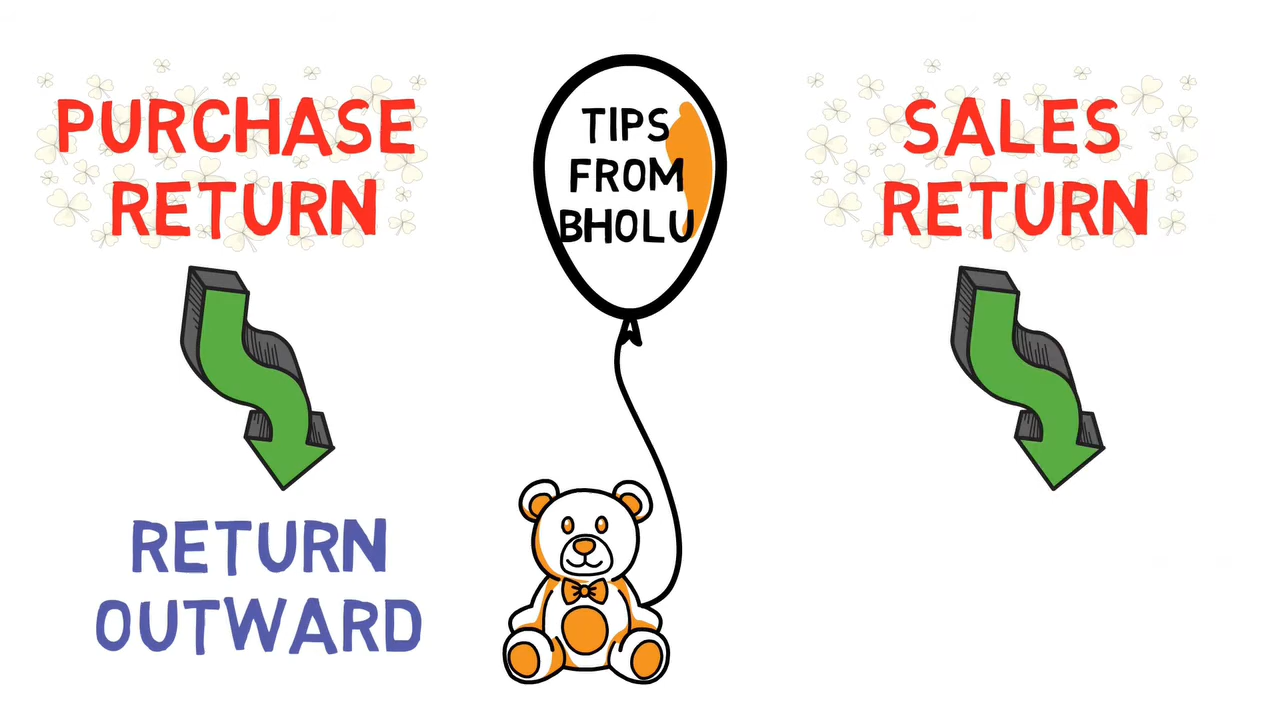 PURCHASE
RETURN
TIPS
FROM
BHOLU
SALES
RETURN
RETURN
OUTWARD